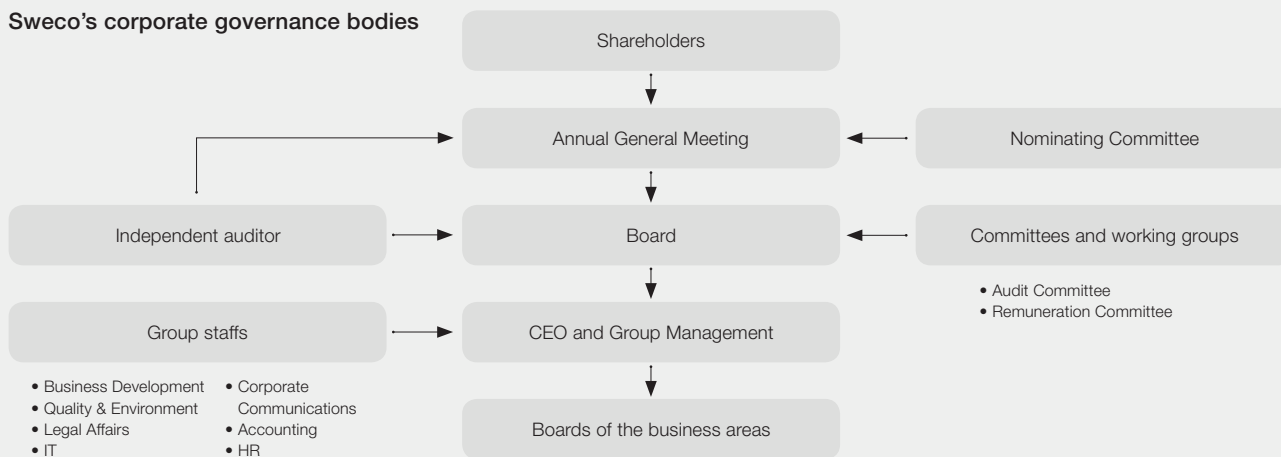 Sweco’s corporate governance bodies
Shareholders
Annual General Meeting
Nominating Committee
Independent auditor
Board
Committees and working groups
• Audit Committee
• Remuneration Committee
Group staffs
CEO and Group Management
• Business Development
• Quality & Environment
• Legal Affairs
• IT
• Corporate
Communications
• Accounting
• HR
Boards of the business areas